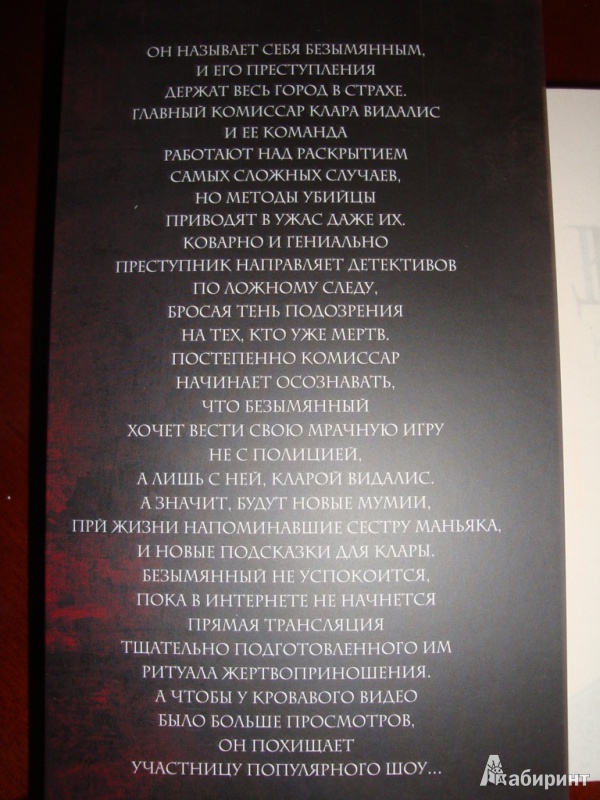 ОН НАЗЫВАЕТ СЕБЯ БЕЗЫМЯННЫМ,
И ЕГО ПРЕСТУПЛЕНИЯ
ДЕРЖАТ ВЕСЬ ГОРОД В СТРАХЕ.
ГЛАВНЫЙ КОМИССАР КЛАРА ВИДАЛИС
И ЕЕ КОМАНДА
РАБОТАЮТ НАД РАСКРЫТИЕМ
САМЫХ СЛОЖНЫХ СЛУЧАЕВ,
НО МЕТОДЫ УБИЙЦЫ
ПРИВОДЯТ В УЖАС ДАЖЕ ИХ.
КОВАРНО И ГЕНИАЛЬНО
ПРЕСТУПНИК НАПРАВЛЯЕТ ДЕТЕКТИВОВ
ПО ЛОЖНОМУ СЛЕДУ,
БРОСАЯ ТЕНЬ ПОДОЗРЕНИЯ
НА ТЕХ, КТО УЖЕ МЕРТВ.
ПОСТЕПЕННО КОМИССАР
НАЧИНАЕТ ОСОЗНАВАТЬ,
ЧТО БЕЗЫМЯННЫЙ
ХОЧЕТ ВЕСТИ СВОЮ МРАЧНУЮ ИГРУ
НЕ С ПОЛИЦИЕЙ,
А ЛИШЬ С НЕЙ, КЛАРОЙ ВИДАЛИС.
А ЗНАЧИТ, БУДУТ НОВЫЕ МУМИИ,
ПРИ ЖИЗНИ НАПОМИНАВШИЕ СЕСТРУ МАНЬЯКА,
И НОВЫЕ ПОДСКАЗКИ ДЛЯ КЛАРЫ.
БЕЗЫМЯННЫЙ НЕ УСПОКОИТСЯ,
ПОКА В ИНТЕРНЕТЕ НЕ НАЧНЕТСЯ
ПРЯМАЯ ТРАНСЛЯЦИЯ
ТЩАТЕЛЬНО ПОДГОТОВЛЕННОГО ИМ
РИТУАЛА ЖЕРТВОПРИНОШЕНИЯ.
А ЧТОБЫ У КРОВАВОГО ВИДЕО
БЫЛО БОЛЬШЕ ПРОСМОТРОВ,
ОН ПОХИЩАЕТ
УЧАСТНИЦУ ПОПУЛЯРНОГО ШОУ...
Лабиринт